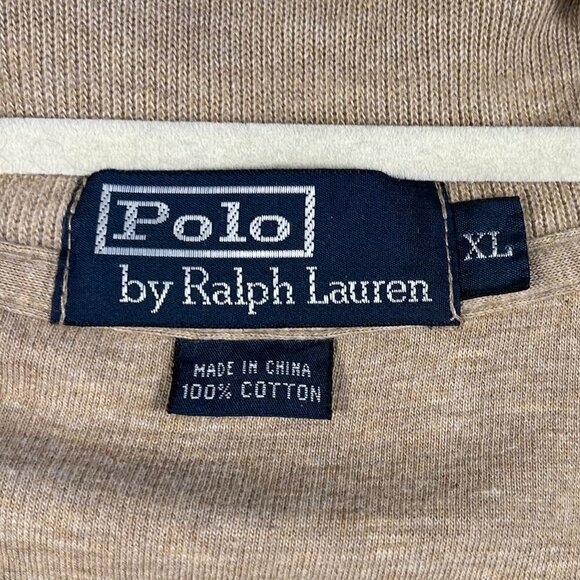 Polo
by Ralph Lauren
XL
MADE IN CHINA
100% COTTON